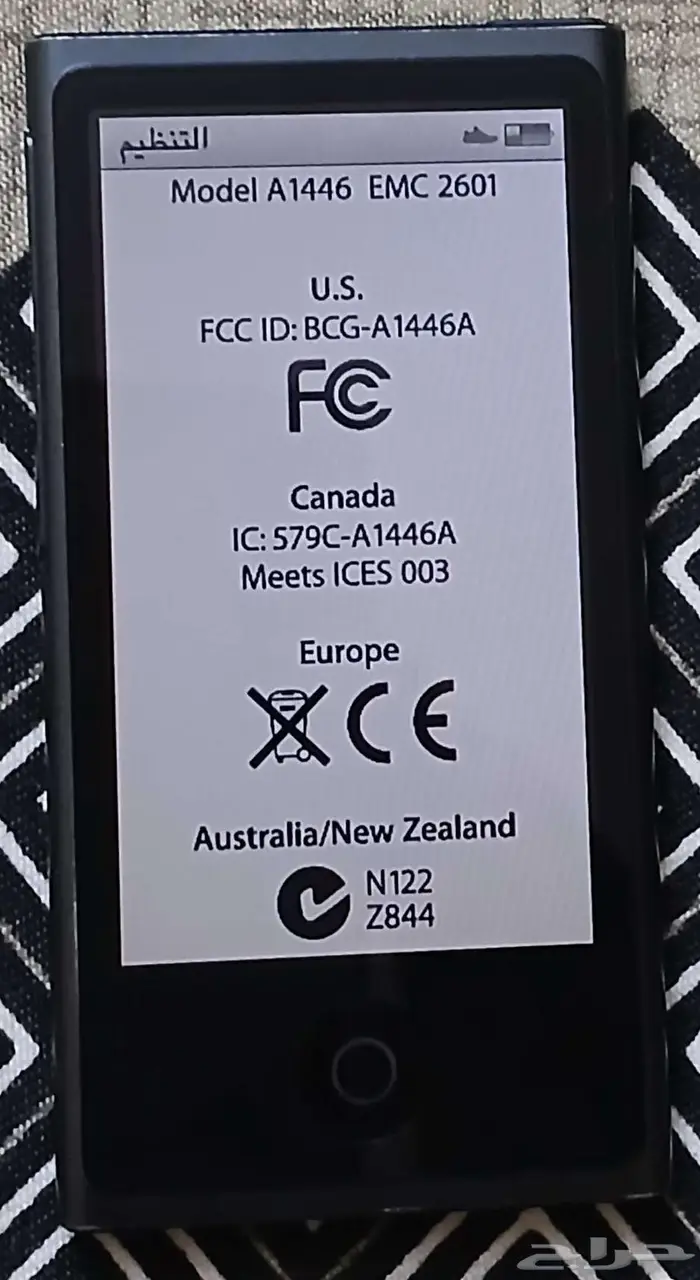 التنظيم
Model A1446 EMC 2601
U.S.
FCC ID: BCG-A1446A
FC
Canada
IC: 579C-A1446A
Meets ICES 003
Europe
CE
Australia/New Zealand
N122
Z844
حراج